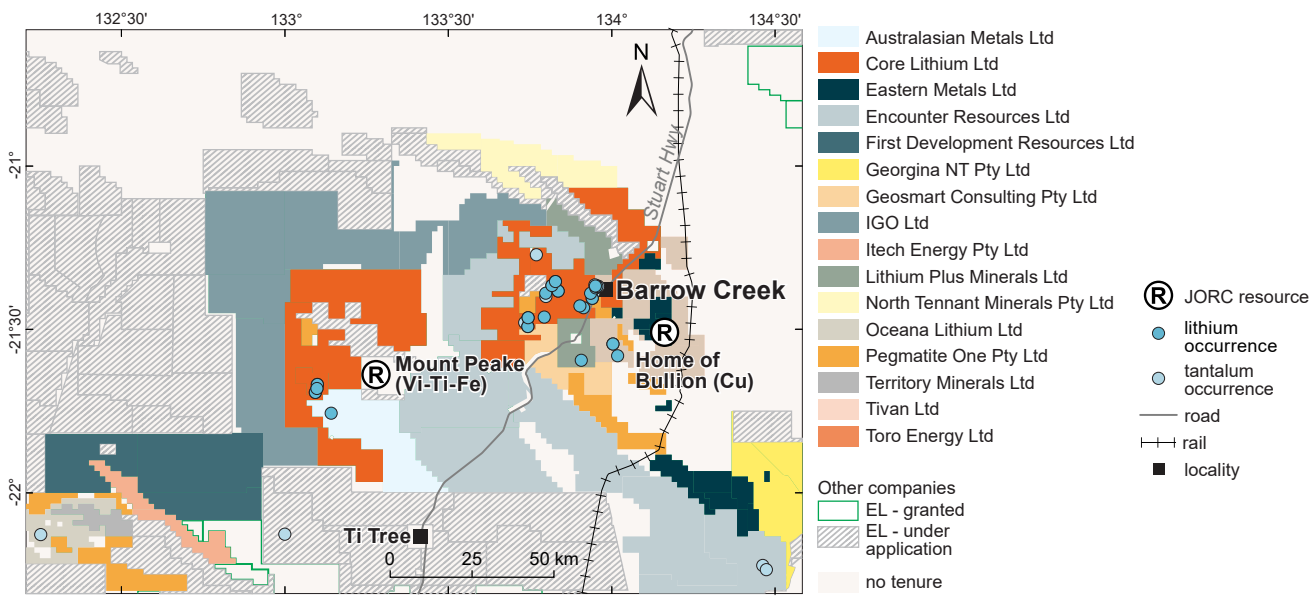 132°30'
133°
133°30'
134°
134°30'
-21°
-21°30'
-22°
N
Stuart Hwy
Barrow Creek
Mount Peake
(Vi-Ti-Fe)
Home of
Bullion (Cu)
Ti Tree
0 25 50 km
R
R
Australasian Metals Ltd
Core Lithium Ltd
Eastern Metals Ltd
Encounter Resources Ltd
First Development Resources Ltd
Georgina NT Pty Ltd
Geosmart Consulting Pty Ltd
IGO Ltd
Itech Energy Pty Ltd
Lithium Plus Minerals Ltd
North Tennant Minerals Pty Ltd
Oceana Lithium Ltd
Pegmatite One Pty Ltd
Territory Minerals Ltd
Tivan Ltd
Toro Energy Ltd
Other companies
EL - granted
EL - under
application
no tenure
R JORC resource
lithium
occurrence
tantalum
occurrence
road
rail
locality